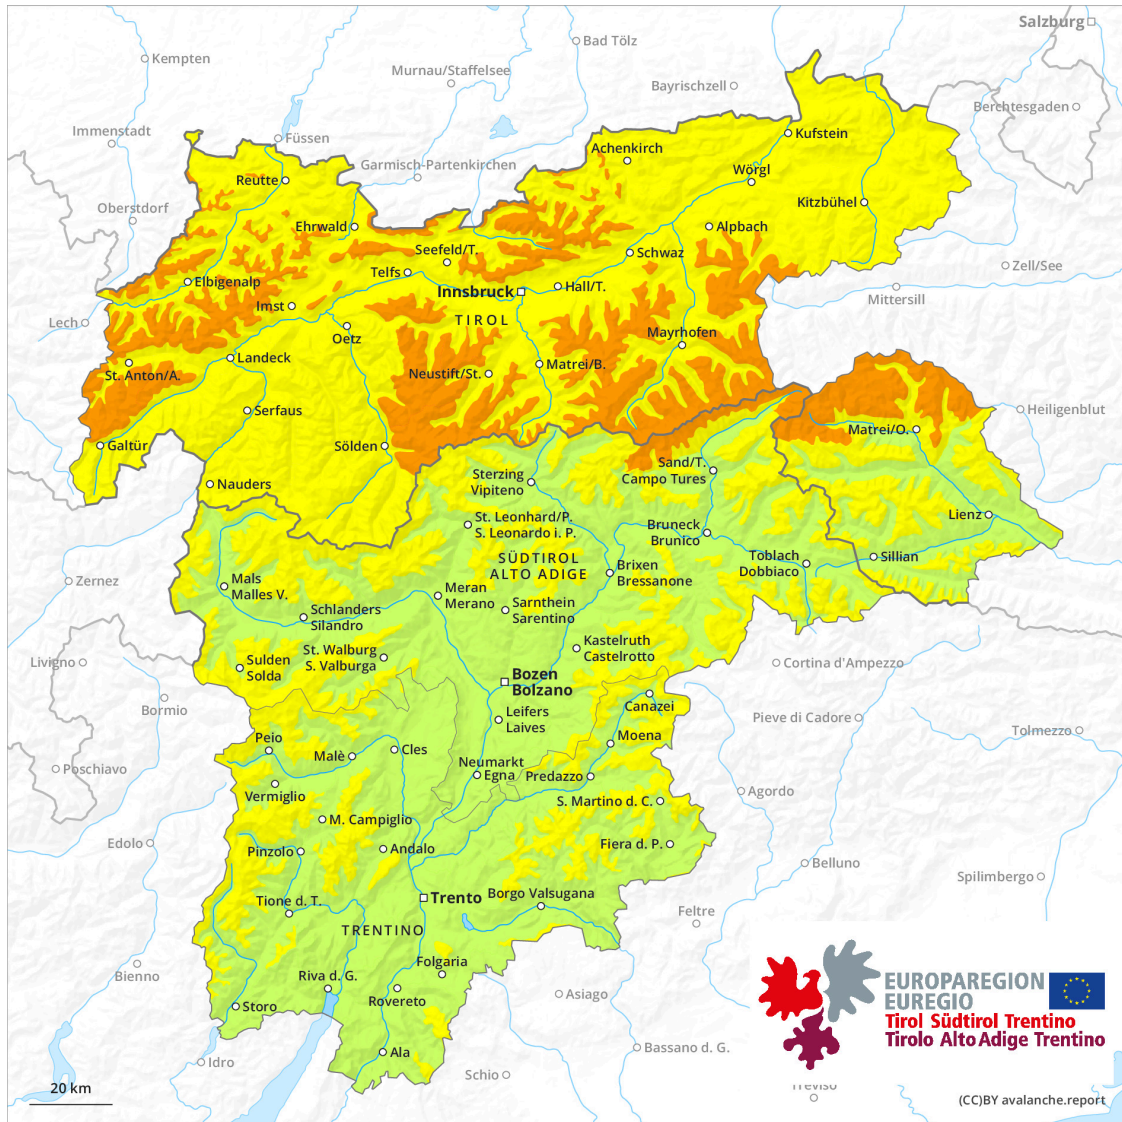 Salzburg
Bad Tölz
Kempten
Murnau/Staffelsee
Bayrischzell
Berchtesgaden
Immenstadt
Füssen
Kufstein
Achenkirch
Garmisch-Partenkirchen
Wörgl
Reutte
Kitzbühel
Oberstdorf
Ehrwald
Alpbach
Seefeld/T.
Schwaz
Zell/See
Telfs
Elbigenalp
Hall/T.
Innsbruck
Mittersill
Imst
TIROL
Lech
Oetz
Mayrhofen
Landeck
Matrei/B.
St. Anton/A.
Neustift/St.
Serfaus
Heiligenblut
Matrei/O.
Galtür
Sölden
Sand/T.
Campo Tures
Sterzing
Vipiteno
Nauders
St. Leonhard/P.
S. Leonardo i. P.
Lienz
Bruneck
Brunico
SÜDTIROL
ALTO ADIGE
Toblach
Dobbiaco
Sillian
Brixen
Bressanone
Zernez
Mals
Malles V.
Meran
Merano
Sarnthein
Sarentino
Schlanders
Silandro
Kastelruth
Castelrotto
St. Walburg
S. Valburga
Livigno
Sulden
Solda
Cortina d'Ampezzo
Bozen
Bolzano
Canazei
Bormio
Leifers
Laives
Pieve di Cadore
Tolmezzo
Peio
Moena
Malè
Cles
Neumarkt
Egna
Predazzo
Poschiavo
Vermiglio
Agordo
S. Martino d. C.
M. Campiglio
Edolo
Pinzolo
Andalo
Fiera d. P.
Belluno
Spilimbergo
Tione d. T.
Trento
Borgo Valsugana
Feltre
TRENTINO
Folgaria
Bienno
Riva d. G.
Rovereto
Asiago
Storo
EUROPAREGION
EUREGIO
Tirol Südtirol Trentino
Tirolo Alto Adige Trentino
Ala
Idro
Bassano d. G.
Schio
Treviso
20 km
(CC)BY avalanche.report